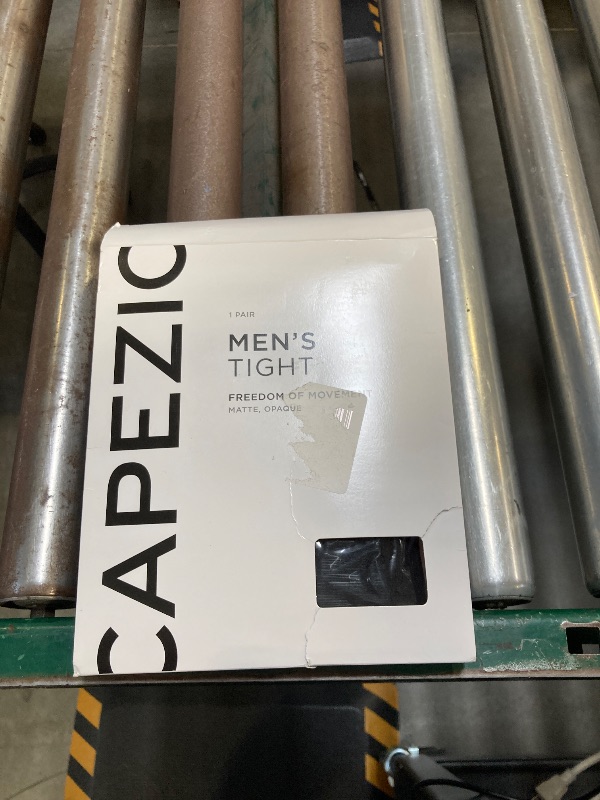 CAPEZIO
1 PAIR
MEN'S
TIGHT
FREEDOM OF MOVEMENT
MATTE, OPAQUE